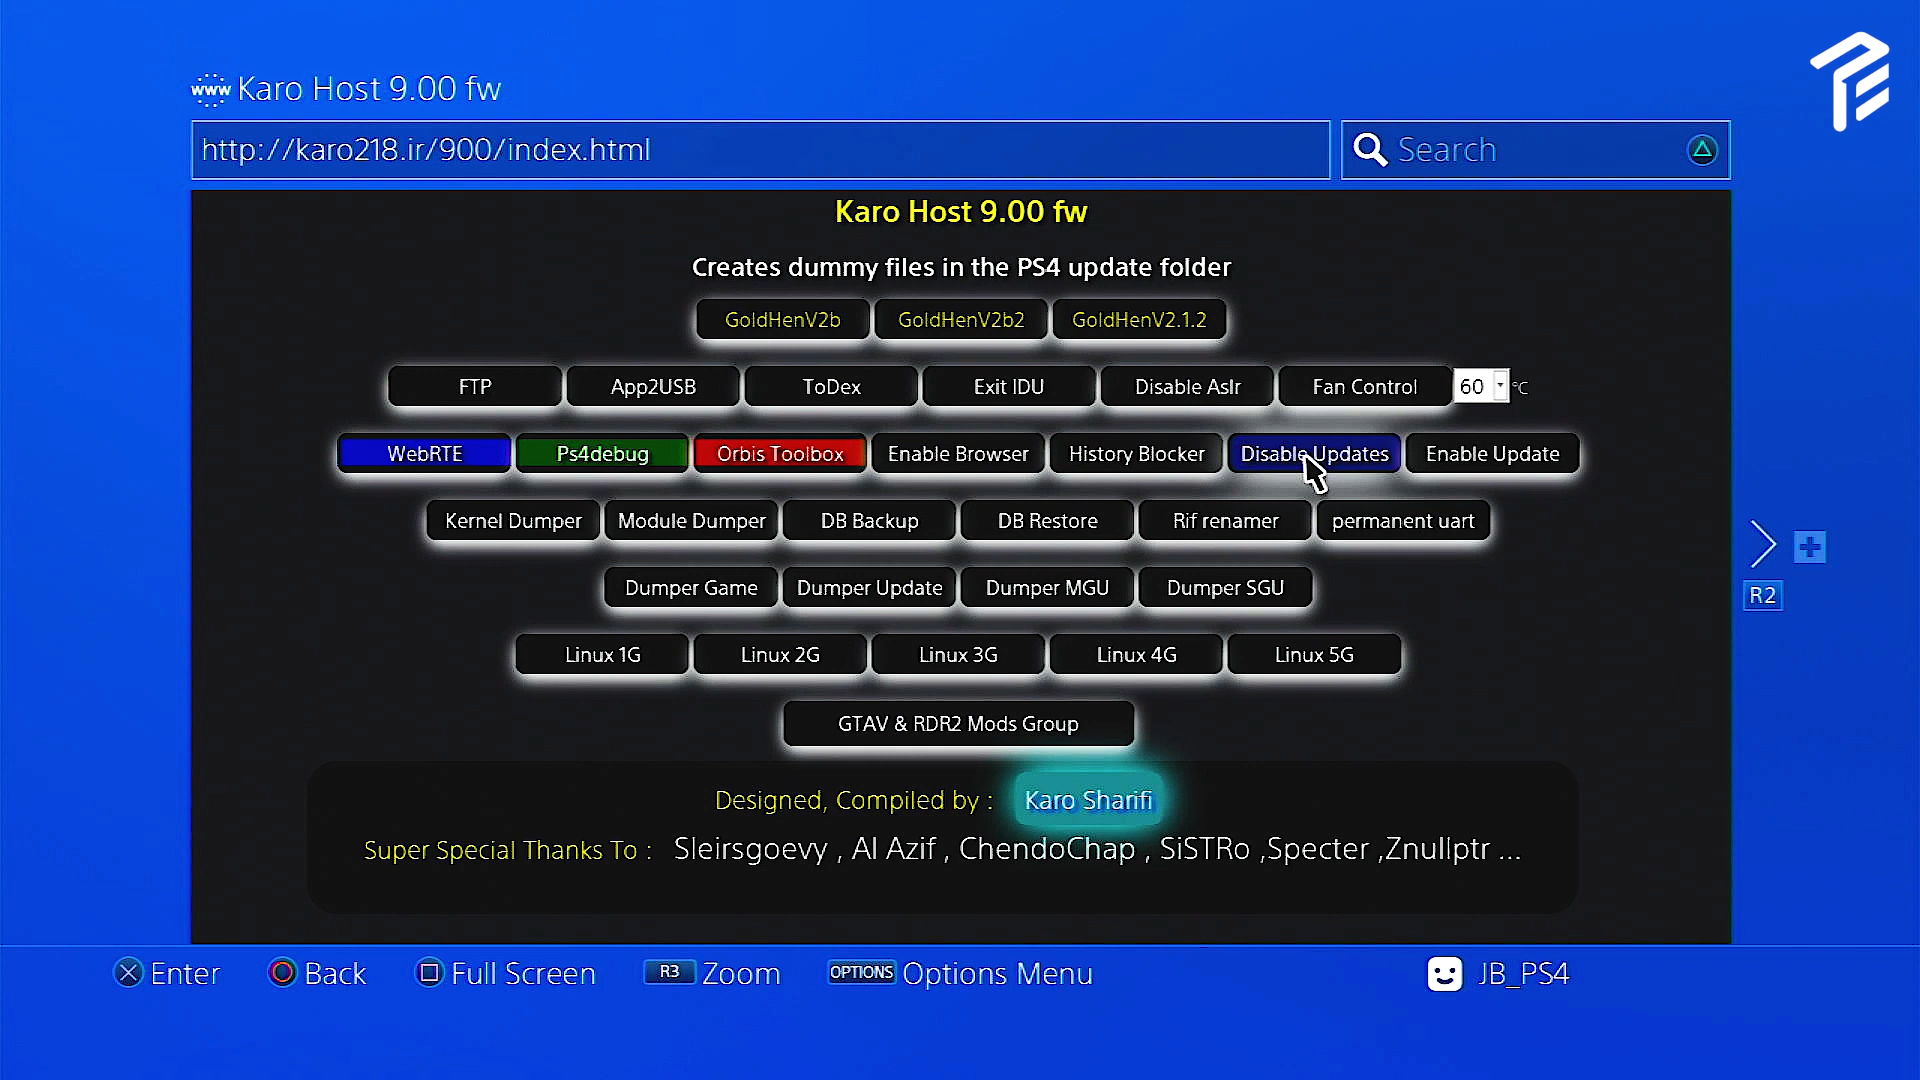 www Karo Host 9.00 fw
http://karo218.ir/900/index.html Search
Karo Host 9.00 fw
Creates dummy files in the PS4 update folder
GoldHenV2b GoldHenV2b2 GoldHenV2.1.2
FTP App2USB ToDex Exit IDU Disable Aslr Fan Control 60 °C
WebRTE Ps4debug Orbis Toolbox Enable Browser History Blocker Disable Updates Enable Update
Kernel Dumper Module Dumper DB Backup DB Restore Rif renamer permanent uart
R2
Dumper Game Dumper Update Dumper MGU Dumper SGU
Linux 1G Linux 2G Linux 3G Linux 4G Linux 5G
GTAV & RDR2 Mods Group
Designed, Compiled by : Karo Sharifi
Super Special Thanks To : Sleirsgoevy , Al Azif , ChendoChap , SiSTRo ,Specter ,Znullptr ...
Enter Back Full Screen R3 Zoom OPTIONS Options Menu JB_PS4